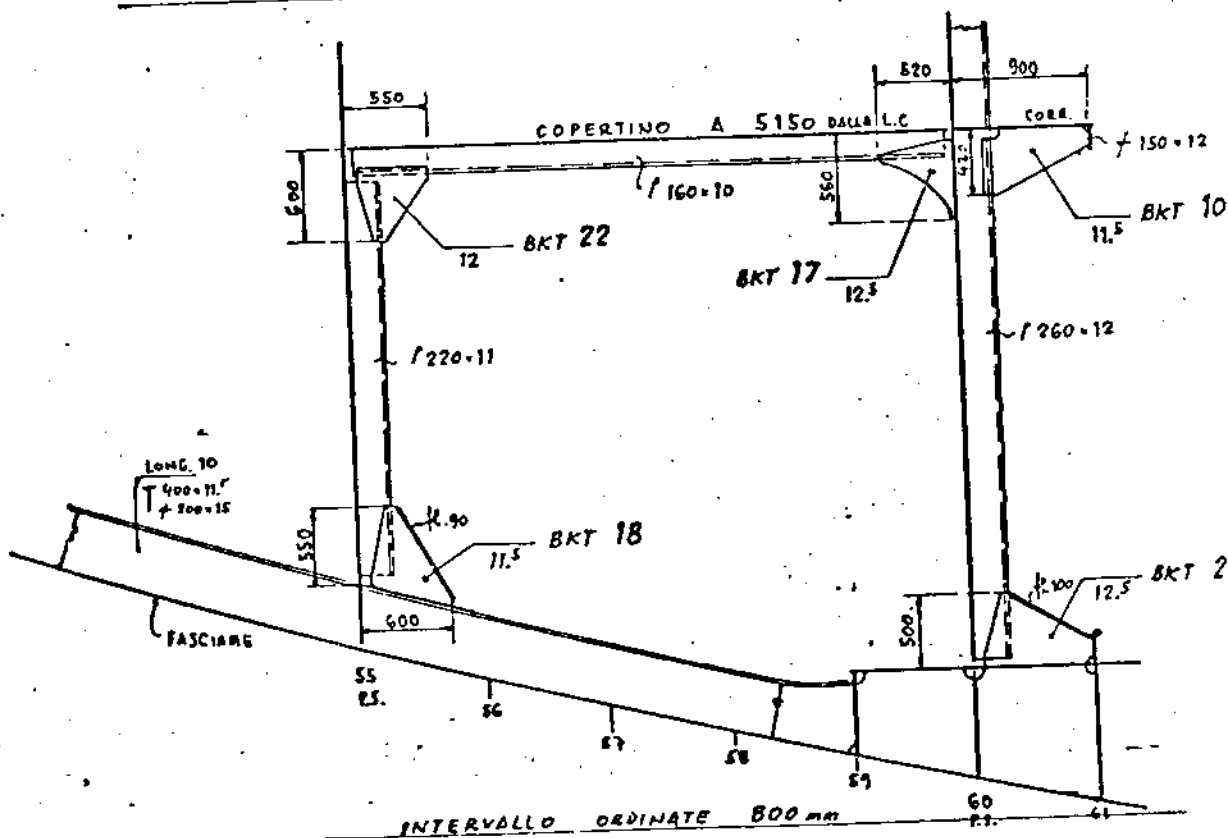 550
520
900
COPERTINO A 5150 DALLA L.C
CORR.
150×12
600
160×10
560
420
BKT 22
12
BKT 17
12.5
BKT 10
11.5
220×11
260×12
LONG. 10
400×11.5
200×15
550
fl. 90
BKT 18
11.5
600
FASCIAME
500
fl. 100
BKT 2
12.5
55
P.S.
56
57
58
59
60
P.S.
61
INTERVALLO ORDINATE 800 mm